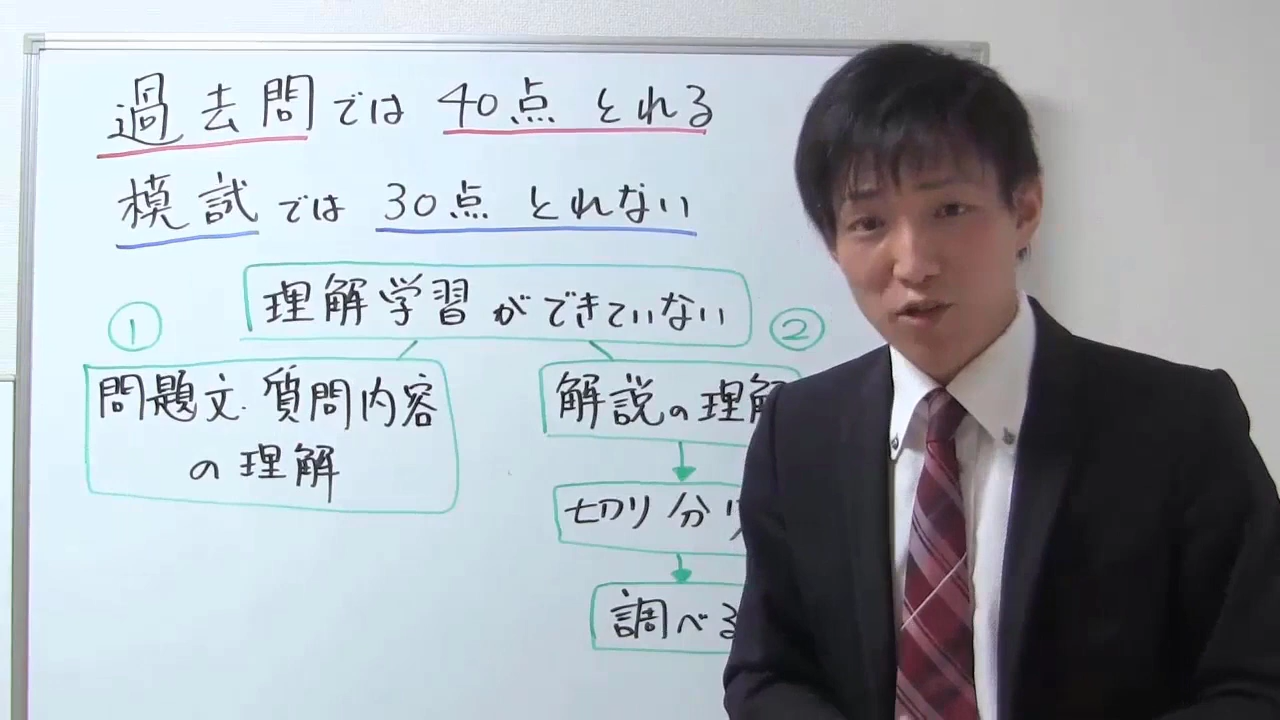 過去問では 40点 とれる
模試では 30点 とれない
理解学習ができていない
①
問題文・質問内容
の理解
②
解説の理解
切り分け
調べる